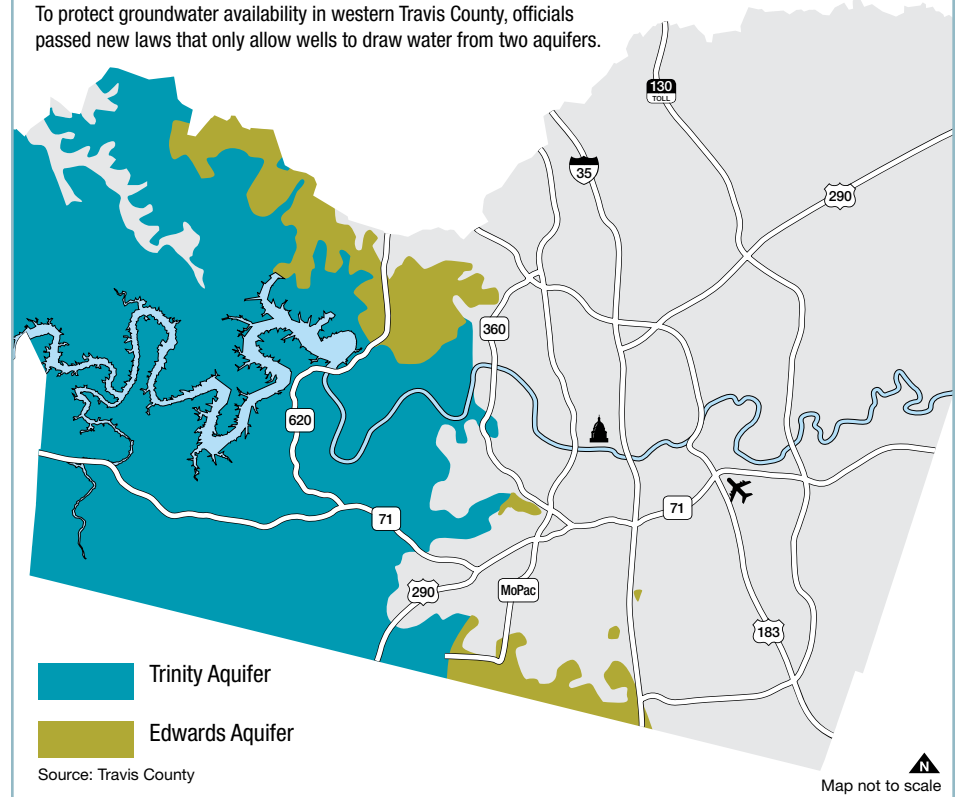 To protect groundwater availability in western Travis County, officials
passed new laws that only allow wells to draw water from two aquifers.
130
TOLL
35
290
360
620
71
71
290
MoPac
183
Trinity Aquifer
Edwards Aquifer
Source: Travis County
N
Map not to scale